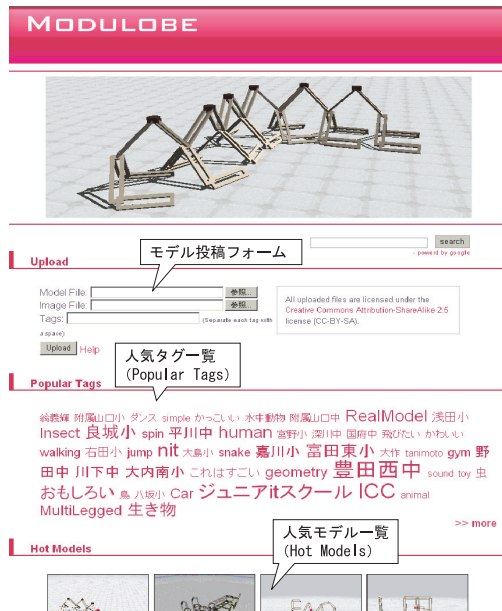 MODULOBE
search
- powered by google
モデル投稿フォーム
Upload
Model File: 参照...
Image File: 参照...
Tags: (Separate each tag with a space)
All uploaded files are licensed under the
Creative Commons Attribution-ShareAlike 2.5
license (CC-BY-SA).
Upload Help
人気タグ一覧
(Popular Tags)
Popular Tags
附属山口小 ダンス simple かっこいい 水中動物 附属山口中 RealModel 浅田小
Insect 良城小 spin 平川中 human 宮野小 深川中 国府中 飛びたい かわいい
walking 右田小 jump nit 大島小 snake 嘉川小 富田東小 大作 tanimoto gym 野
田中 川下中 大内南小 これはすごい geometry 豊田西中 sound toy 虫
おもしろい 鳥 八坂小 Car ジュニアitスクール ICC animal
MultiLegged 生き物
>> more
人気モデル一覧
(Hot Models)
Hot Models